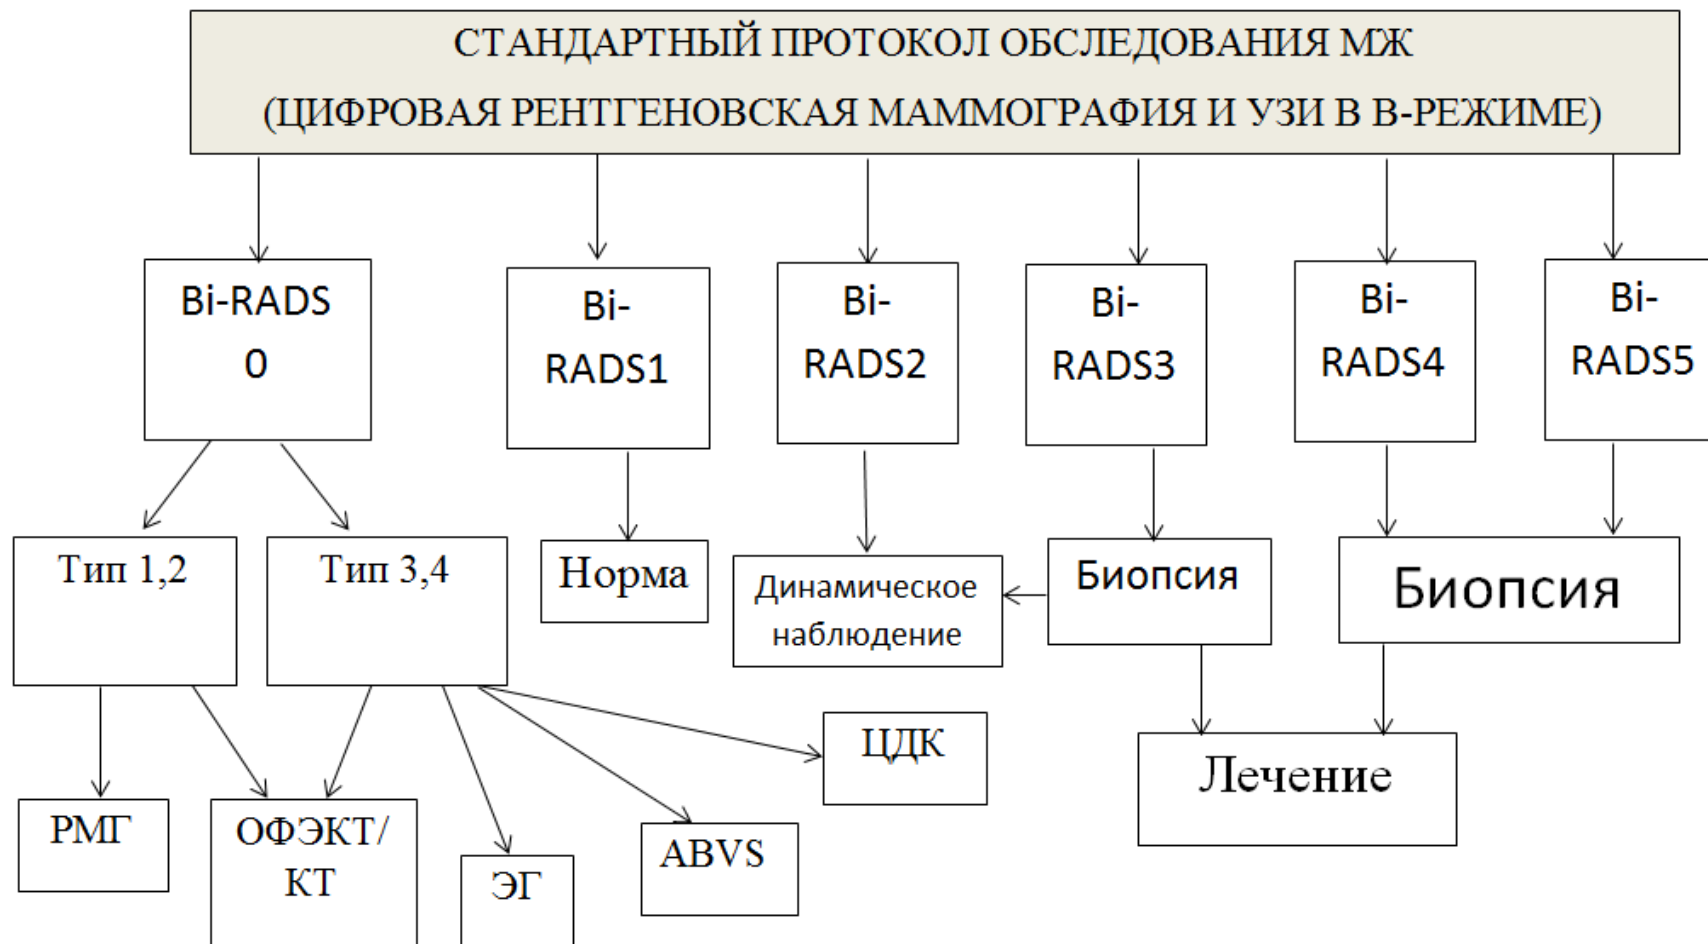 СТАНДАРТНЫЙ ПРОТОКОЛ ОБСЛЕДОВАНИЯ МЖ
(ЦИФРОВАЯ РЕНТГЕНОВСКАЯ МАММОГРАФИЯ И УЗИ В В-РЕЖИМЕ)
Bi-RADS
0
Bi-
RADS1
Bi-
RADS2
Bi-
RADS3
Bi-
RADS4
Bi-
RADS5
Тип 1,2
Тип 3,4
Норма
Динамическое
наблюдение
Биопсия
Биопсия
РМГ
ОФЭКТ/
КТ
ЭГ
ABVS
ЦДК
Лечение